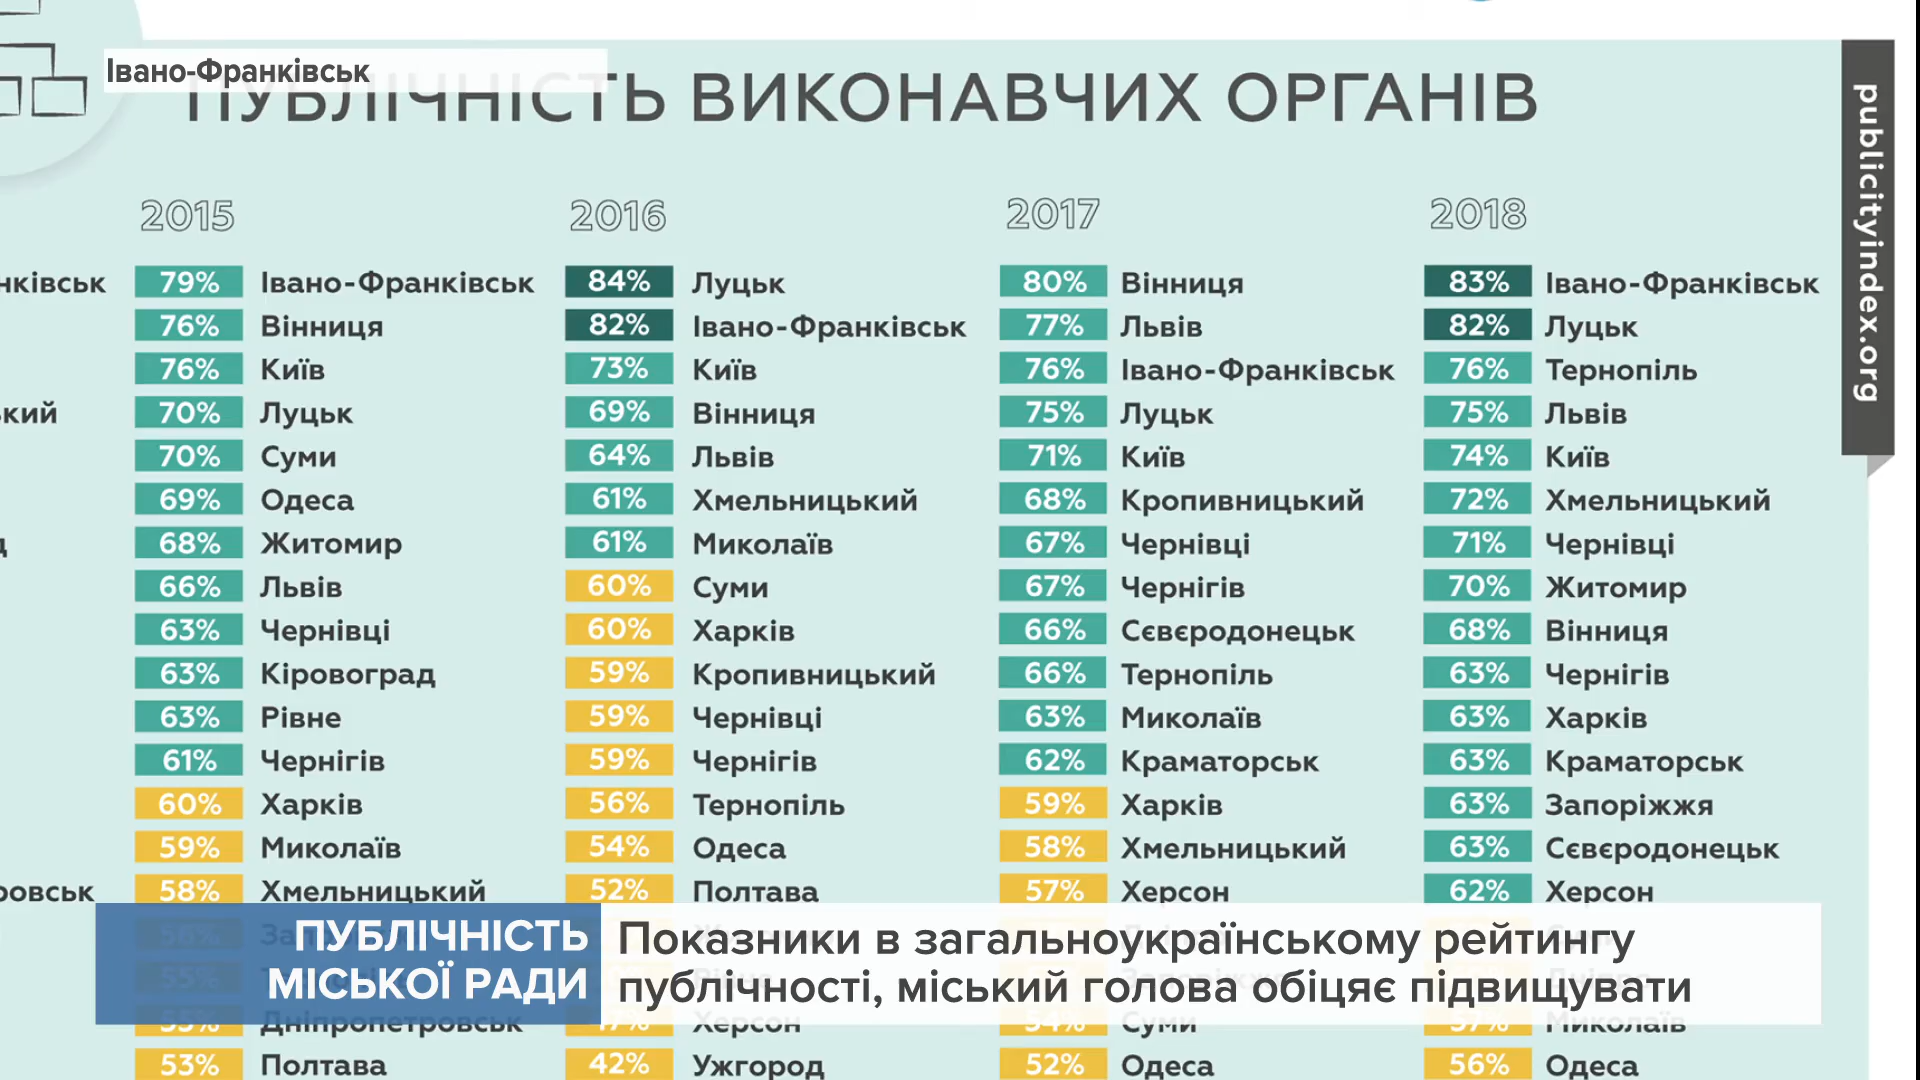 Івано-Франківськ
ПУБЛІЧНІСТЬ ВИКОНАВЧИХ ОРГАНІВ
publicityindex.org
2015 2016 2017 2018
нківськ 79% Івано-Франківськ 84% Луцьк 80% Вінниця 83% Івано-Франківськ
76% Вінниця 82% Івано-Франківськ 77% Львів 82% Луцьк
76% Київ 73% Київ 76% Івано-Франківськ 76% Тернопіль
ький 70% Луцьк 69% Вінниця 75% Луцьк 75% Львів
70% Суми 64% Львів 71% Київ 74% Київ
69% Одеса 61% Хмельницький 68% Кропивницький 72% Хмельницький
68% Житомир 61% Миколаїв 67% Чернівці 71% Чернівці
66% Львів 60% Суми 67% Чернігів 70% Житомир
63% Чернівці 60% Харків 66% Сєвєродонецьк 68% Вінниця
63% Кіровоград 59% Кропивницький 66% Тернопіль 63% Чернігів
63% Рівне 59% Чернівці 63% Миколаїв 63% Харків
61% Чернігів 59% Чернігів 62% Краматорськ 63% Краматорськ
60% Харків 56% Тернопіль 59% Харків 63% Запоріжжя
59% Миколаїв 54% Одеса 58% Хмельницький 63% Сєвєродонецьк
ровськ 58% Хмельницький 52% Полтава 57% Херсон 62% Херсон
ПУБЛІЧНІСТЬ
МІСЬКОЇ РАДИ
Показники в загальноукраїнському рейтингу
публічності, міський голова обіцяє підвищувати
55% Дніпропетровськ Херсон 54% Суми 57% Миколаїв
53% Полтава 42% Ужгород 52% Одеса 56% Одеса